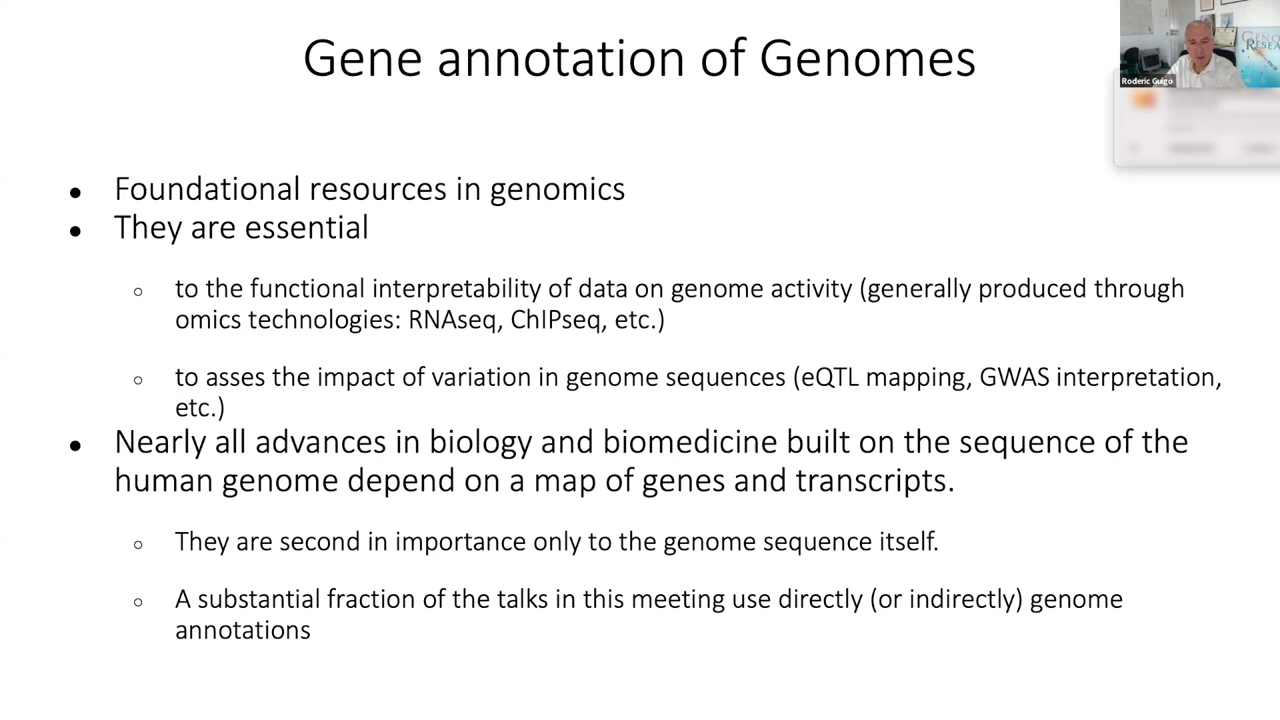 Gene annotation of Genomes
Roderic Guigo
● Foundational resources in genomics
● They are essential
○ to the functional interpretability of data on genome activity (generally produced through
omics technologies: RNAseq, ChIPseq, etc.)
○ to asses the impact of variation in genome sequences (eQTL mapping, GWAS interpretation,
etc.)
● Nearly all advances in biology and biomedicine built on the sequence of the
human genome depend on a map of genes and transcripts.
○ They are second in importance only to the genome sequence itself.
○ A substantial fraction of the talks in this meeting use directly (or indirectly) genome
annotations